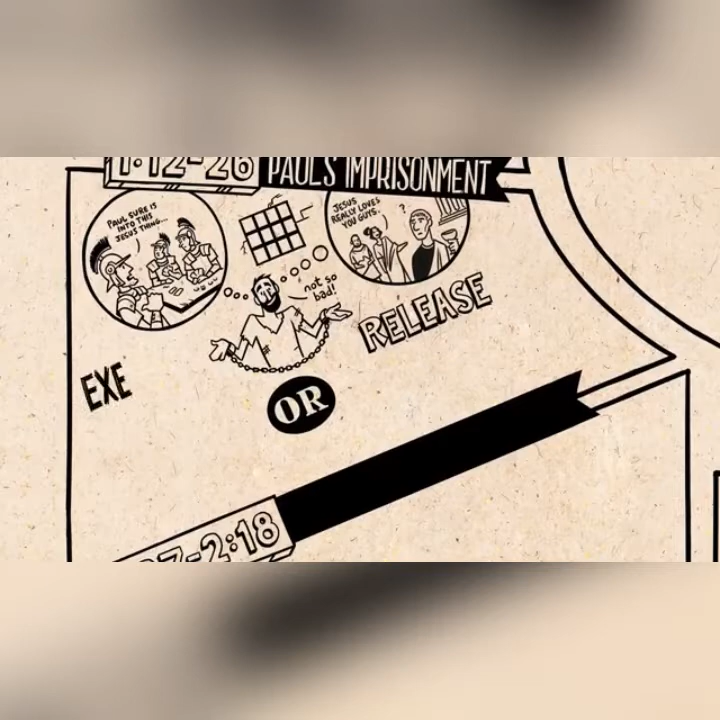 1:12-26 PAUL'S IMPRISONMENT
PAUL SURE IS
INTO THIS
JESUS THING...
JESUS
REALLY LOVES
YOU GUYS.
?
not so
bad!
RELEASE
EXE
OR
27-2:18